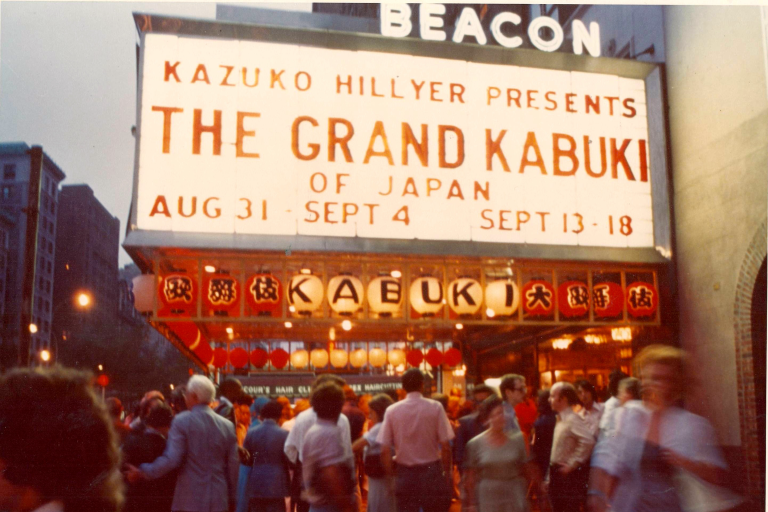 BEACON
KAZUKO HILLYER PRESENTS
THE GRAND KABUKI
OF JAPAN
AUG 31 - SEPT 4 SEPT 13-18
歌舞伎 KABUKI 大歌舞伎
HAIR